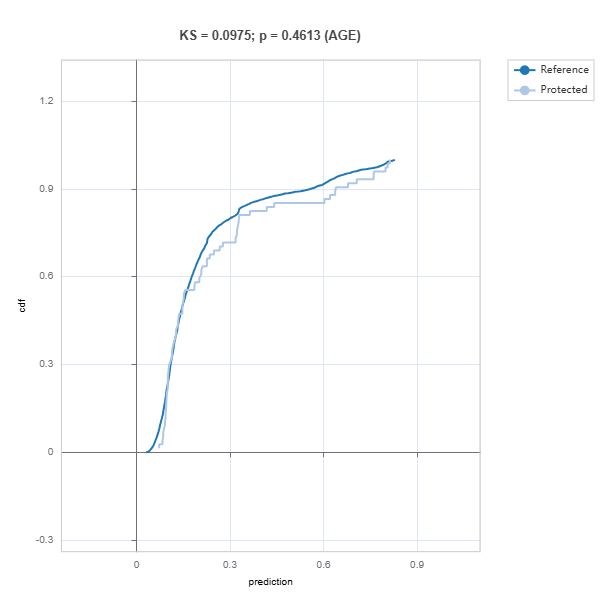 KS = 0.0975; p = 0.4613 (AGE)
Reference
Protected
1.2
0.9
0.6
0.3
0
-0.3
cdf
0 0.3 0.6 0.9
prediction